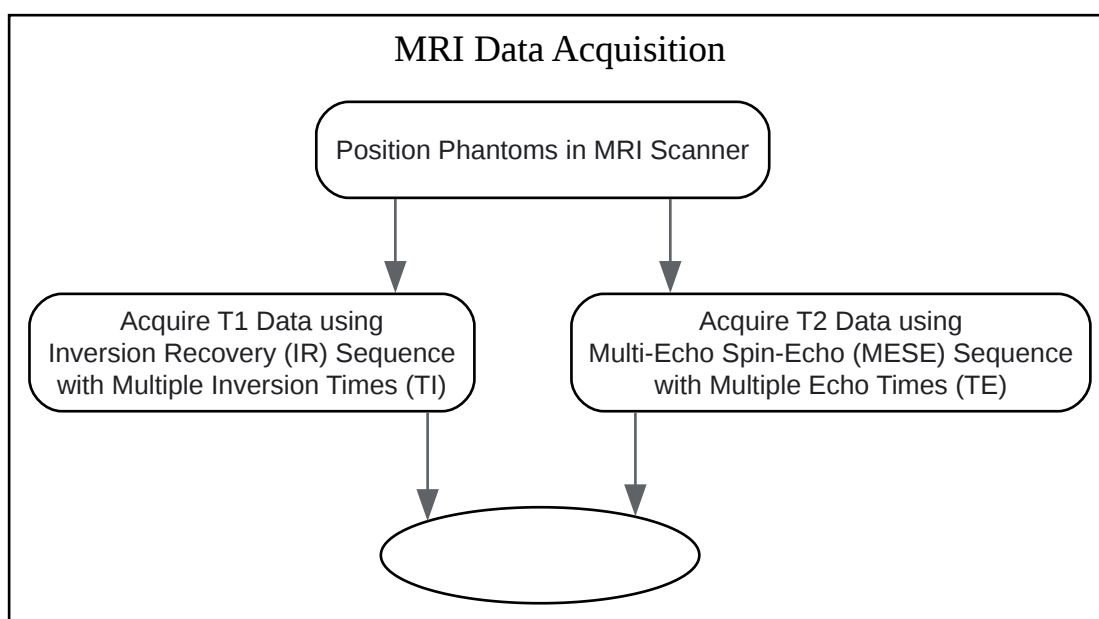 MRI Data Acquisition
Position Phantoms in MRI Scanner
Acquire T1 Data using
Inversion Recovery (IR) Sequence
with Multiple Inversion Times (TI)
Acquire T2 Data using
Multi-Echo Spin-Echo (MESE) Sequence
with Multiple Echo Times (TE)